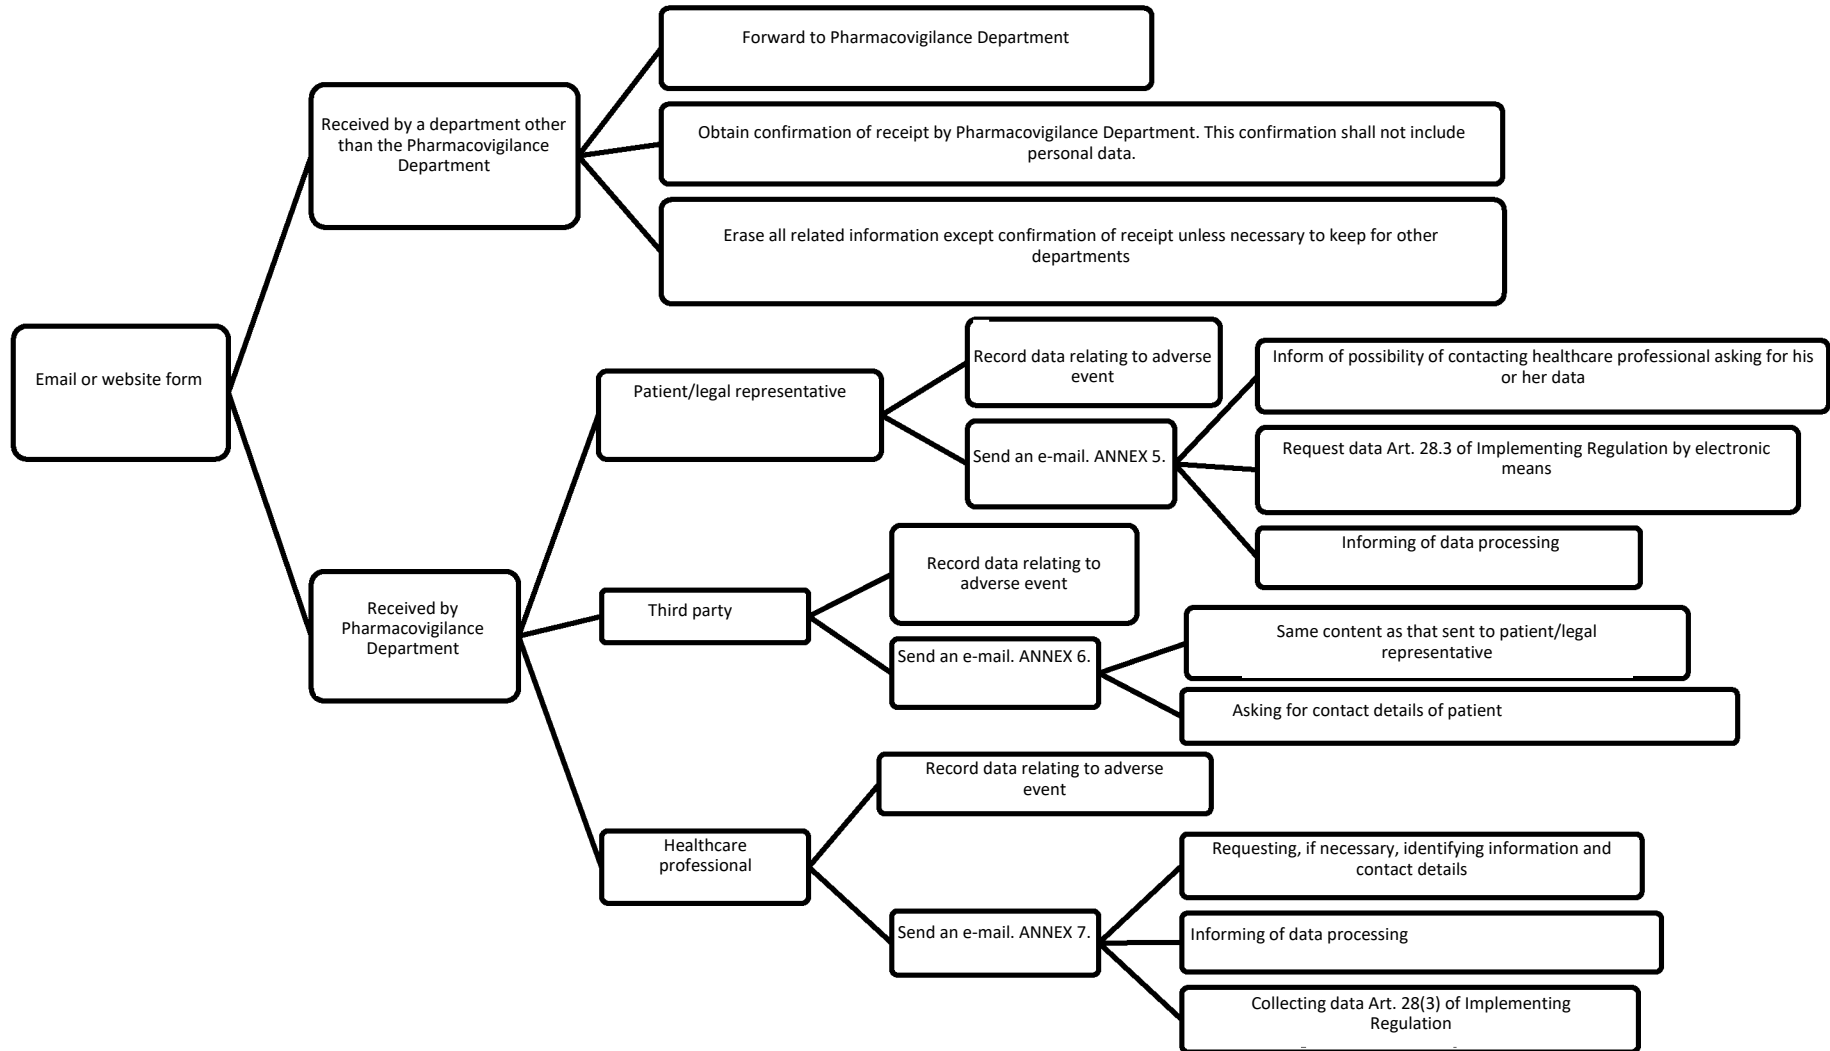 Forward to Pharmacovigilance Department
Received by a department other
than the Pharmacovigilance
Department
Obtain confirmation of receipt by Pharmacovigilance Department. This confirmation shall not include
personal data.
Erase all related information except confirmation of receipt unless necessary to keep for other
departments
Email or website form
Patient/legal representative
Record data relating to adverse
event
Send an e-mail. ANNEX 5.
Inform of possibility of contacting healthcare professional asking for his
or her data
Request data Art. 28.3 of Implementing Regulation by electronic
means
Informing of data processing
Received by
Pharmacovigilance
Department
Third party
Record data relating to
adverse event
Send an e-mail. ANNEX 6.
Same content as that sent to patient/legal
representative
Asking for contact details of patient
Healthcare
professional
Record data relating to adverse
event
Send an e-mail. ANNEX 7.
Requesting, if necessary, identifying information and
contact details
Informing of data processing
Collecting data Art. 28(3) of Implementing
Regulation